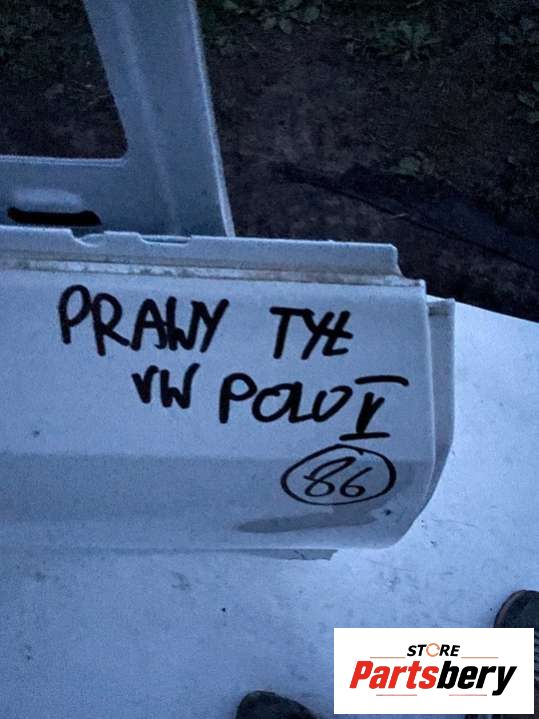 PRAWY TYŁ
VW POLO V
86
STORE
Partsbery